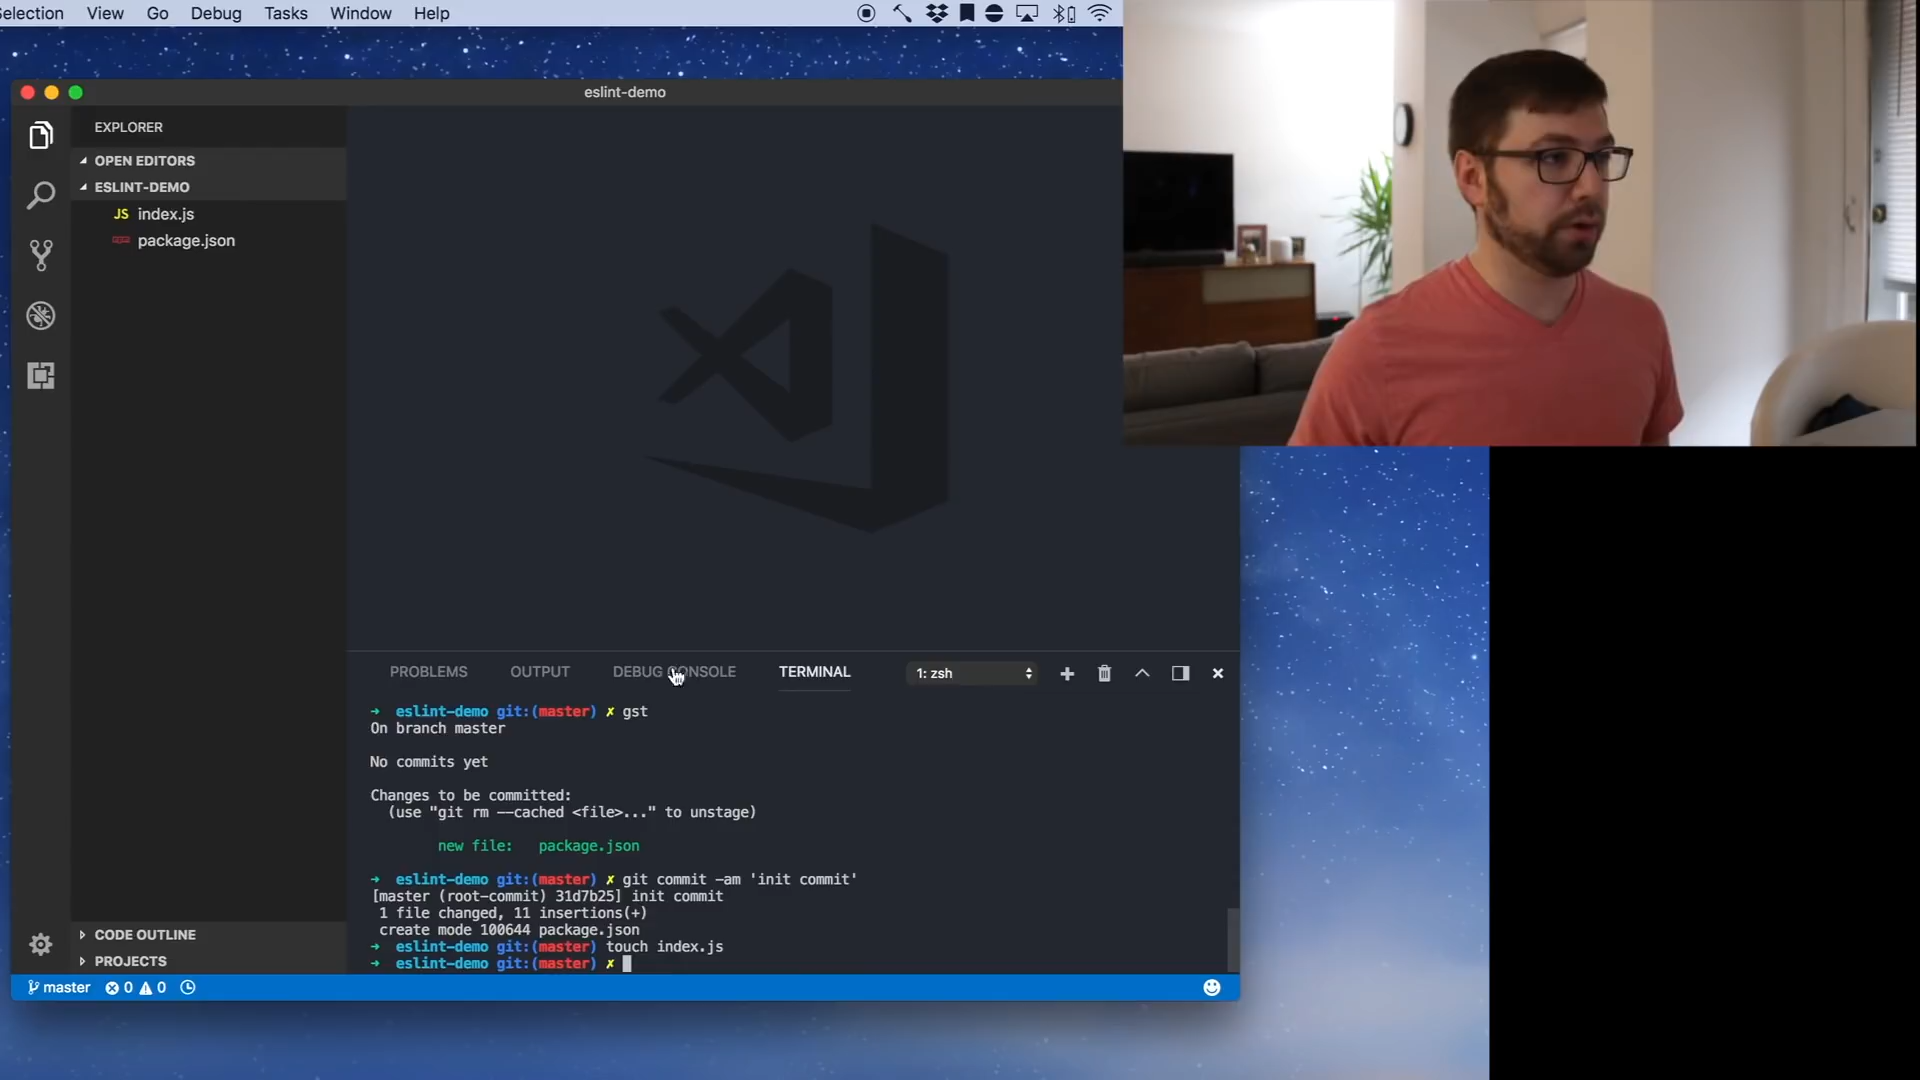 Selection View Go Debug Tasks Window Help
eslint-demo
EXPLORER
OPEN EDITORS
ESLINT-DEMO
JS index.js
package.json
CODE OUTLINE
PROJECTS
PROBLEMS OUTPUT DEBUG CONSOLE TERMINAL 1: zsh
➜ eslint-demo git:(master) ✗ gst
On branch master
No commits yet
Changes to be committed:
(use "git rm --cached <file>..." to unstage)
new file: package.json
➜ eslint-demo git:(master) ✗ git commit -am 'init commit'
[master (root-commit) 31d7b25] init commit
1 file changed, 11 insertions(+)
create mode 100644 package.json
➜ eslint-demo git:(master) touch index.js
➜ eslint-demo git:(master) ✗
master 0 0